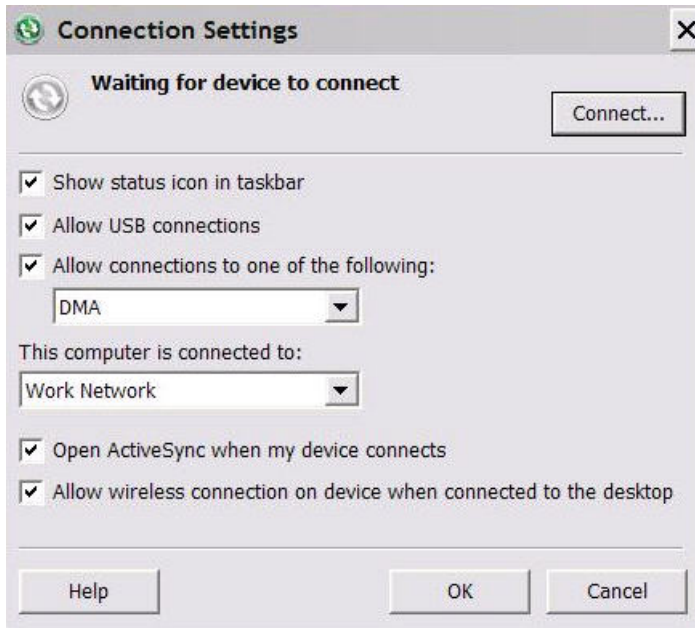 Connection Settings
Waiting for device to connect
Connect...
Show status icon in taskbar
Allow USB connections
Allow connections to one of the following:
DMA
This computer is connected to:
Work Network
Open ActiveSync when my device connects
Allow wireless connection on device when connected to the desktop
Help OK Cancel